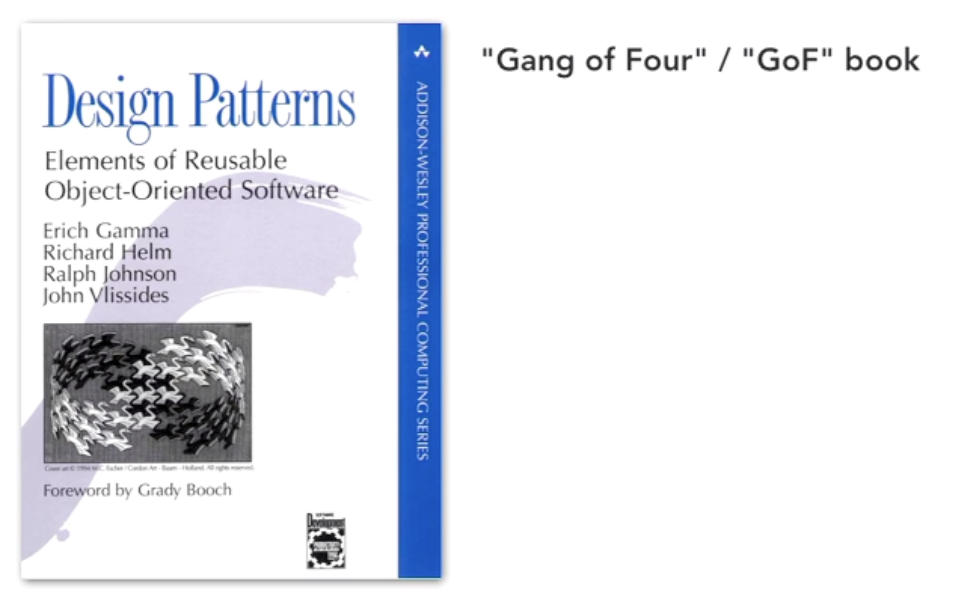 Design Patterns
Elements of Reusable
Object-Oriented Software
Erich Gamma
Richard Helm
Ralph Johnson
John Vlissides
Cover art © 1994 M.C. Escher / Cordon Art - Baarn - Holland. All rights reserved.
Foreword by Grady Booch
SOFTWARE
Development
ADDISON-WESLEY PROFESSIONAL COMPUTING SERIES
"Gang of Four" / "GoF" book